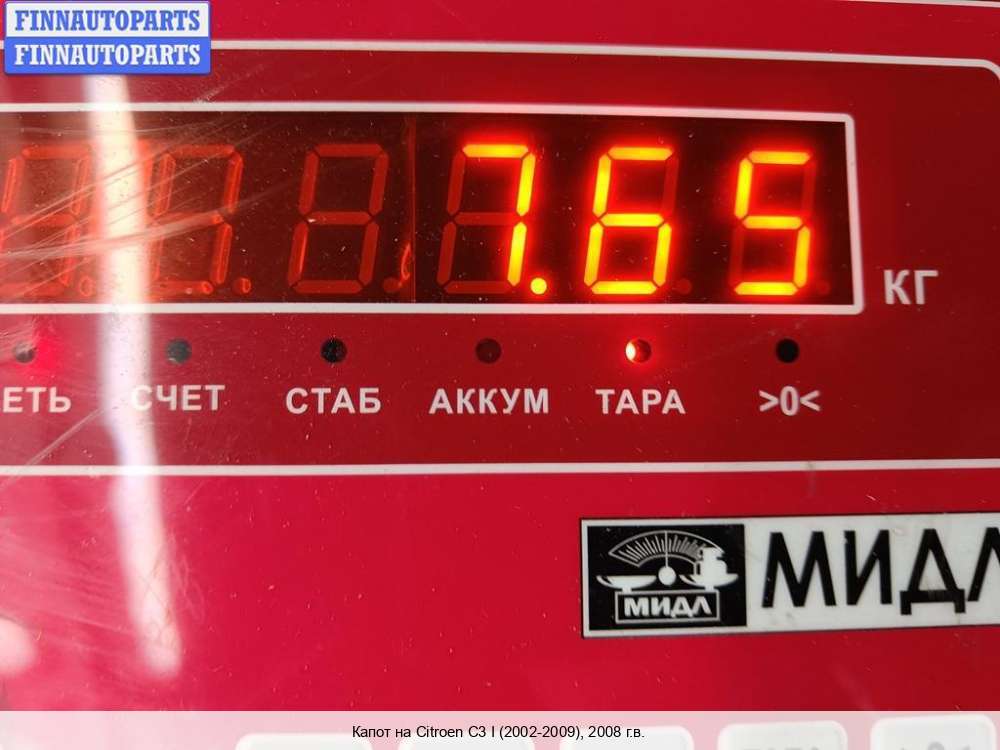 FINNAUTOPARTS
FINNAUTOPARTS
7.65
КГ
ЕТЬ СЧЕТ СТАБ АККУМ ТАРА >0<
МИДЛ МИДЛ
Капот на Citroen C3 I (2002-2009), 2008 г.в.